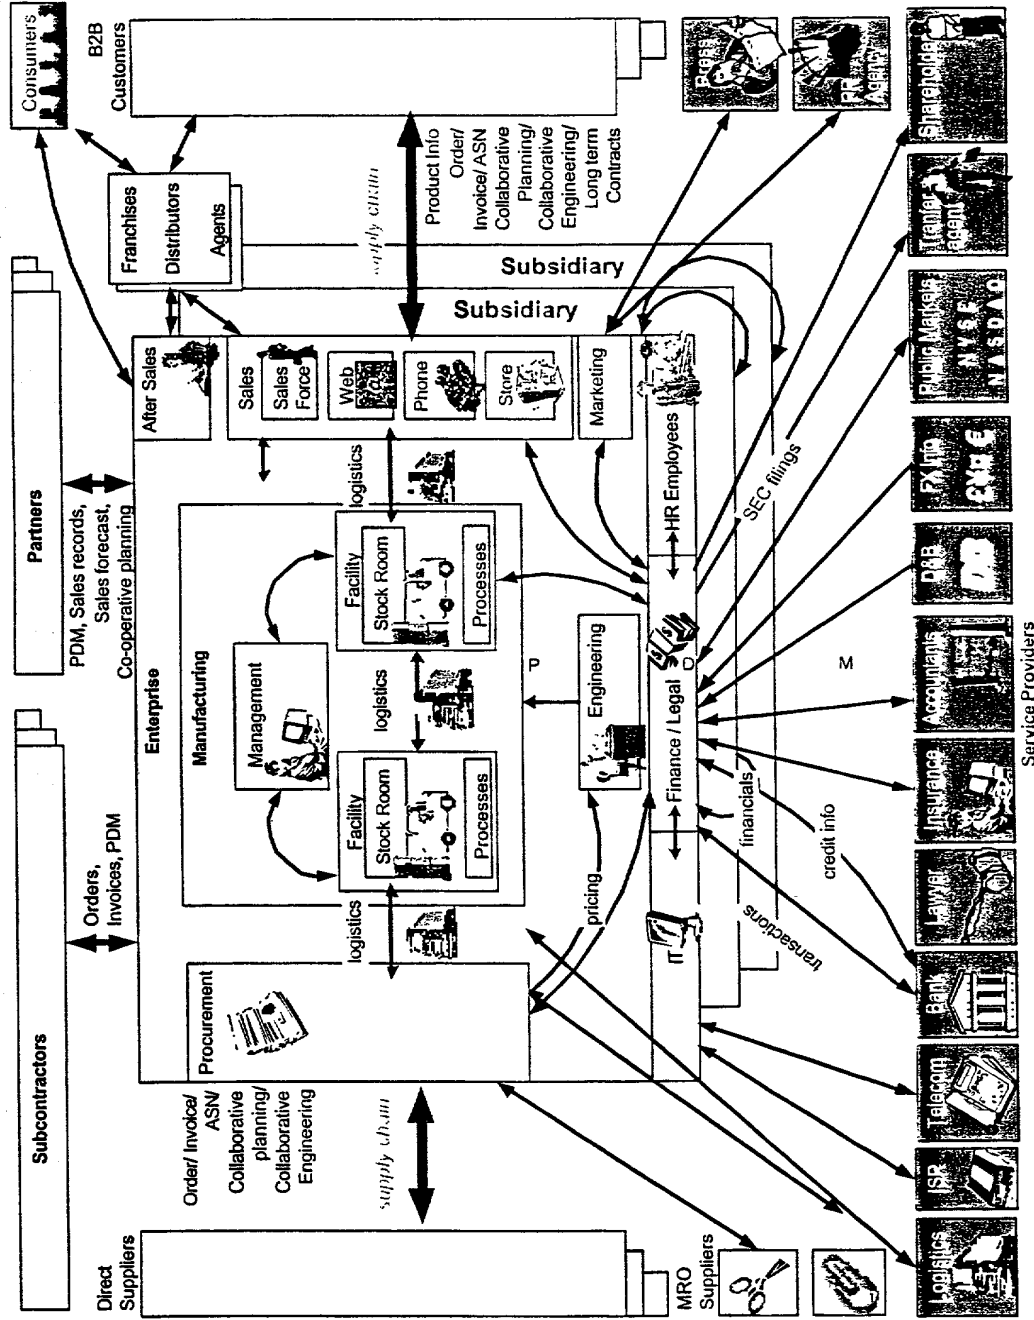 Subcontractors
Partners
Orders,
Invoices, PDM
PDM, Sales records,
Sales forecast,
Co-operative planning
Direct
Suppliers
Order/ Invoice/
ASN/
Collaborative
planning/
Collaborative
Engineering
supply chain
MRO
Suppliers
Enterprise
Procurement
logistics
Manufacturing
Management
Facility
Stock Room
Processes
logistics
Facility
Stock Room
Processes
logistics
After Sales
Sales
Sales
Force
Web
Phone
Store
Marketing
Engineering
pricing
P
D
M
IT
Finance / Legal
HR Employees
Subsidiary
Subsidiary
Franchises
Distributors
Agents
Consumers
B2B
Customers
supply chain
Product Info
Order/
Invoice/ ASN
Collaborative
Planning/
Collaborative
Engineering/
Long term
Contracts
Press
PR
Agency
transactions
financials
credit info
SEC filings
Logistics
ISP
Telecom
Bank
Lawyer
Insurance
Accountants
D&B
FX Info
Public Markets
NYSE
NASDAQ
Tranfer
agent
Shareholder
Service Providers